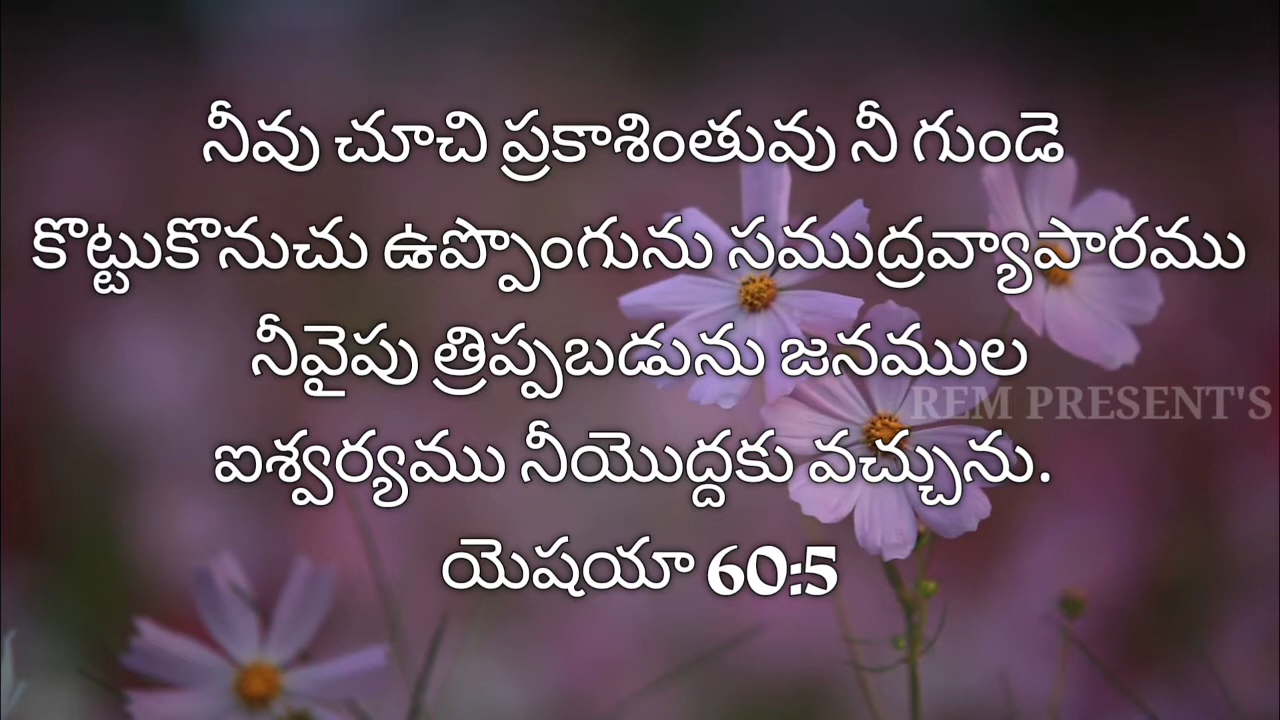 నీవు చూచి ప్రకాశింతువు నీ గుండె
కొట్టుకొనుచు ఉప్పొంగును సముద్రవ్యాపారము
నీవైపు త్రిప్పబడును జనముల
REM PRESENT'S
ఐశ్వర్యము నీయొద్దకు వచ్చును.
యెషయా 60:5